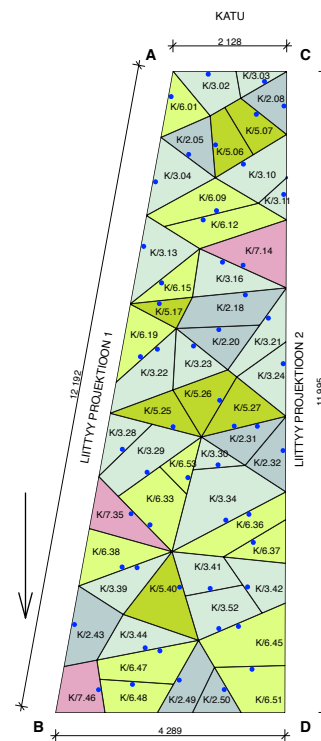 KATU
2 128
A
C
K/3.02
K/3.03
K/6.01
K/2.08
K/2.05
K/5.06
K/5.07
K/3.04
K/3.10
K/3.11
K/6.09
K/6.12
K/3.13
K/7.14
K/3.16
K/6.15
K/5.17
K/2.18
K/6.19
K/2.20
K/3.21
K/3.22
K/3.23
K/3.24
K/5.25
K/5.26
K/5.27
K/3.28
K/3.29
K/3.30
K/2.31
K/2.32
K/6.53
K/6.33
K/3.34
K/7.35
K/6.36
K/6.37
K/6.38
K/3.39
K/5.40
K/3.41
K/3.42
K/3.52
K/2.43
K/3.44
K/6.45
K/7.46
K/6.47
K/6.48
K/2.49
K/2.50
K/6.51
12 192
LIITTYY PROJEKTIOON 1
LIITTYY PROJEKTIOON 2
B
D
4 289